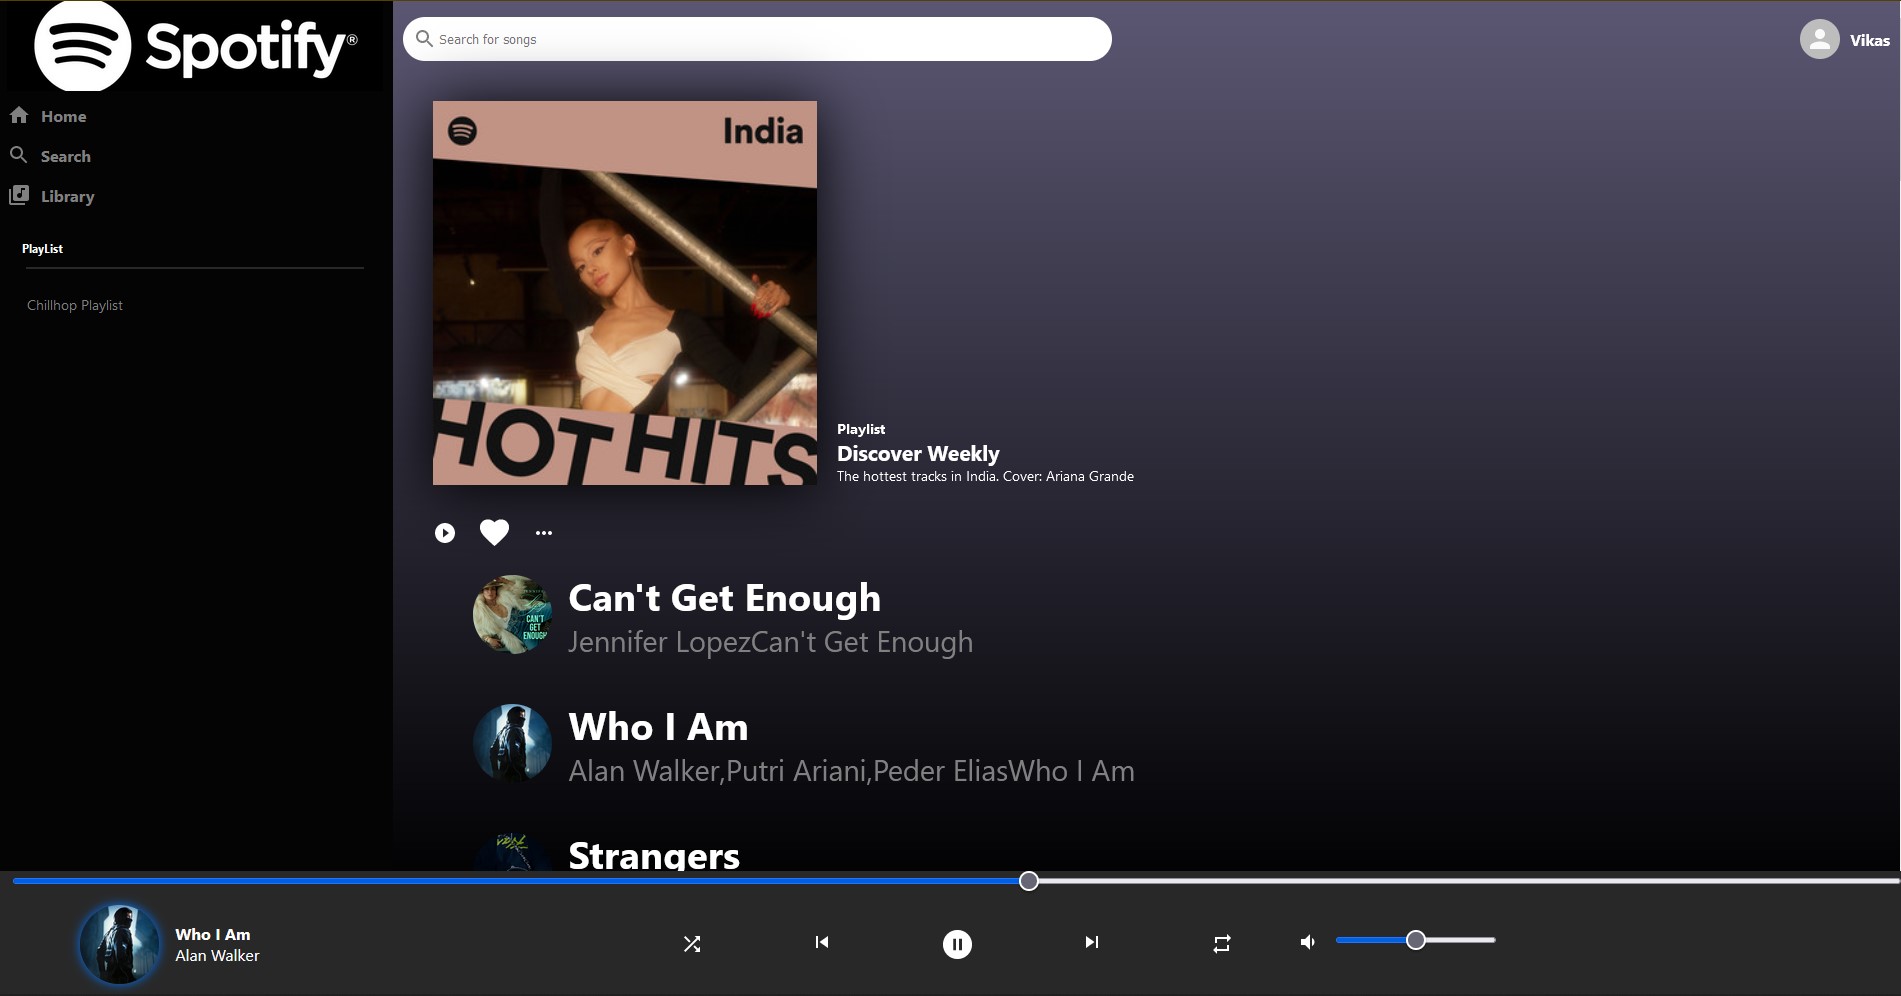 Spotify®
Search for songs
Vikas
Home
Search
Library
PlayList
Chillhop Playlist
India
HOT HITS
Playlist
Discover Weekly
The hottest tracks in India. Cover: Ariana Grande
CAN'T
GET
ENOUGH
Can't Get Enough
Jennifer LopezCan't Get Enough
Who I Am
Alan Walker,Putri Ariani,Peder EliasWho I Am
Strangers
Who I Am
Alan Walker